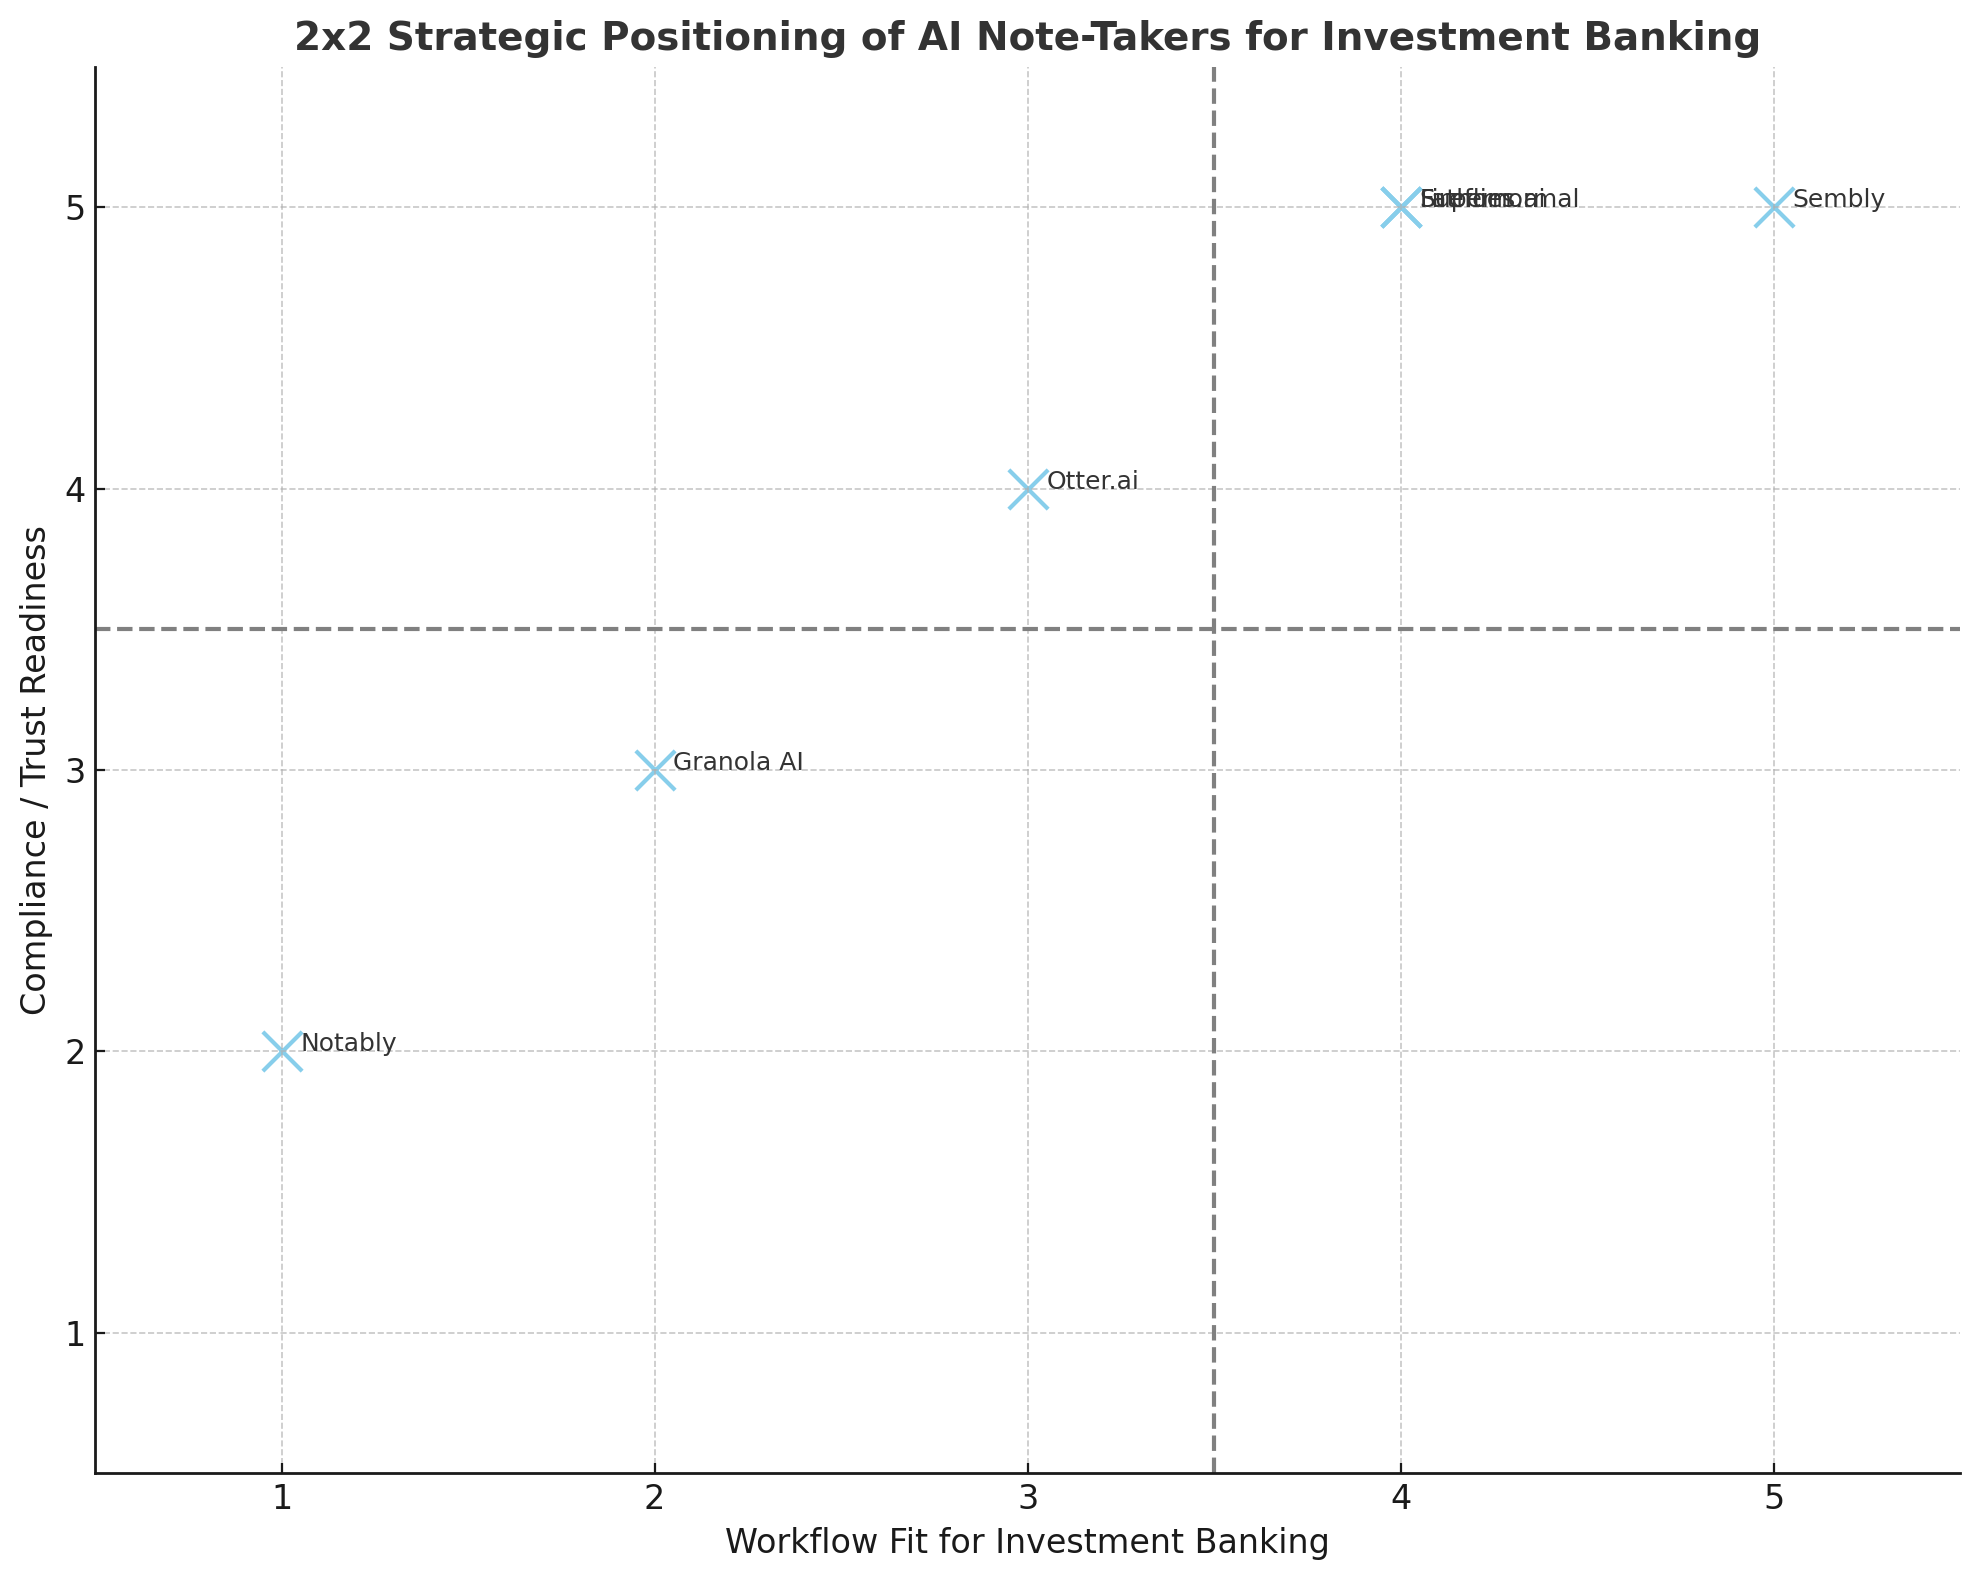 2x2 Strategic Positioning of AI Note-Takers for Investment Banking
Compliance / Trust Readiness
5
Sembly
4
Otter.ai
3
Granola AI
2
Notably
1
1 2 3 4 5
Workflow Fit for Investment Banking